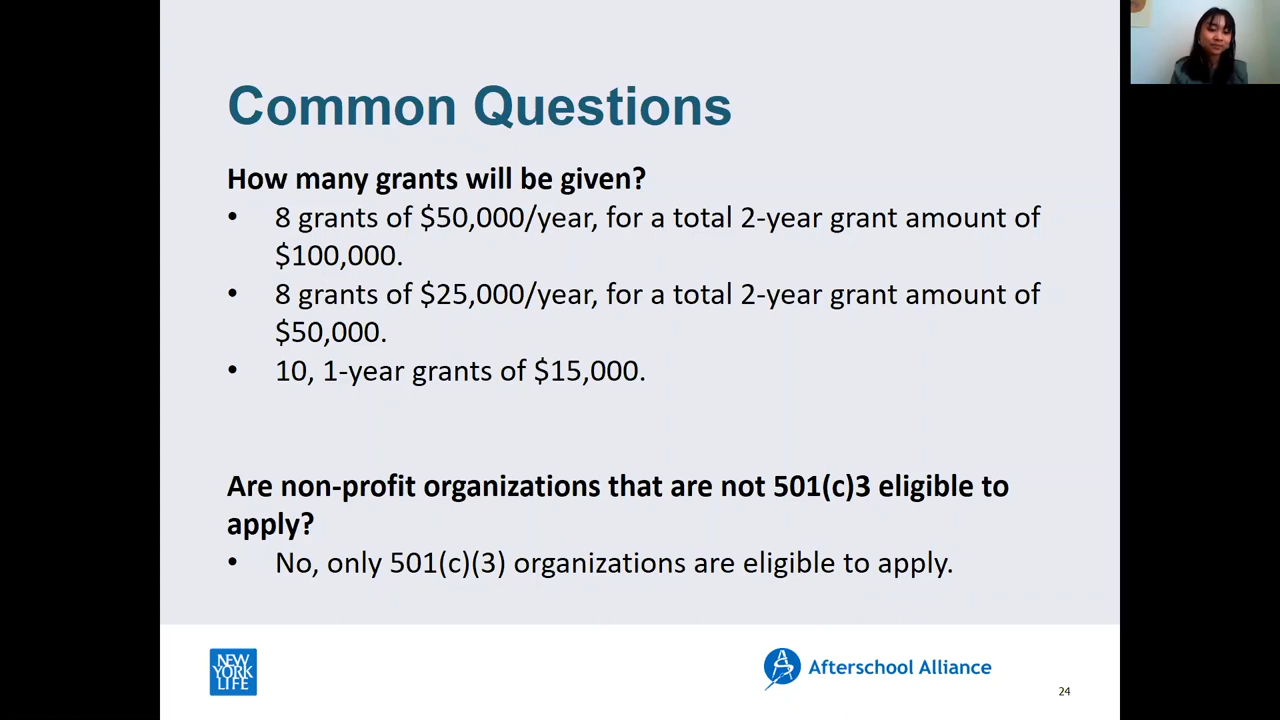 Common Questions
How many grants will be given?
• 8 grants of $50,000/year, for a total 2-year grant amount of
$100,000.
• 8 grants of $25,000/year, for a total 2-year grant amount of
$50,000.
• 10, 1-year grants of $15,000.
Are non-profit organizations that are not 501(c)3 eligible to
apply?
• No, only 501(c)(3) organizations are eligible to apply.
NEW
YORK
LIFE
Afterschool Alliance
24